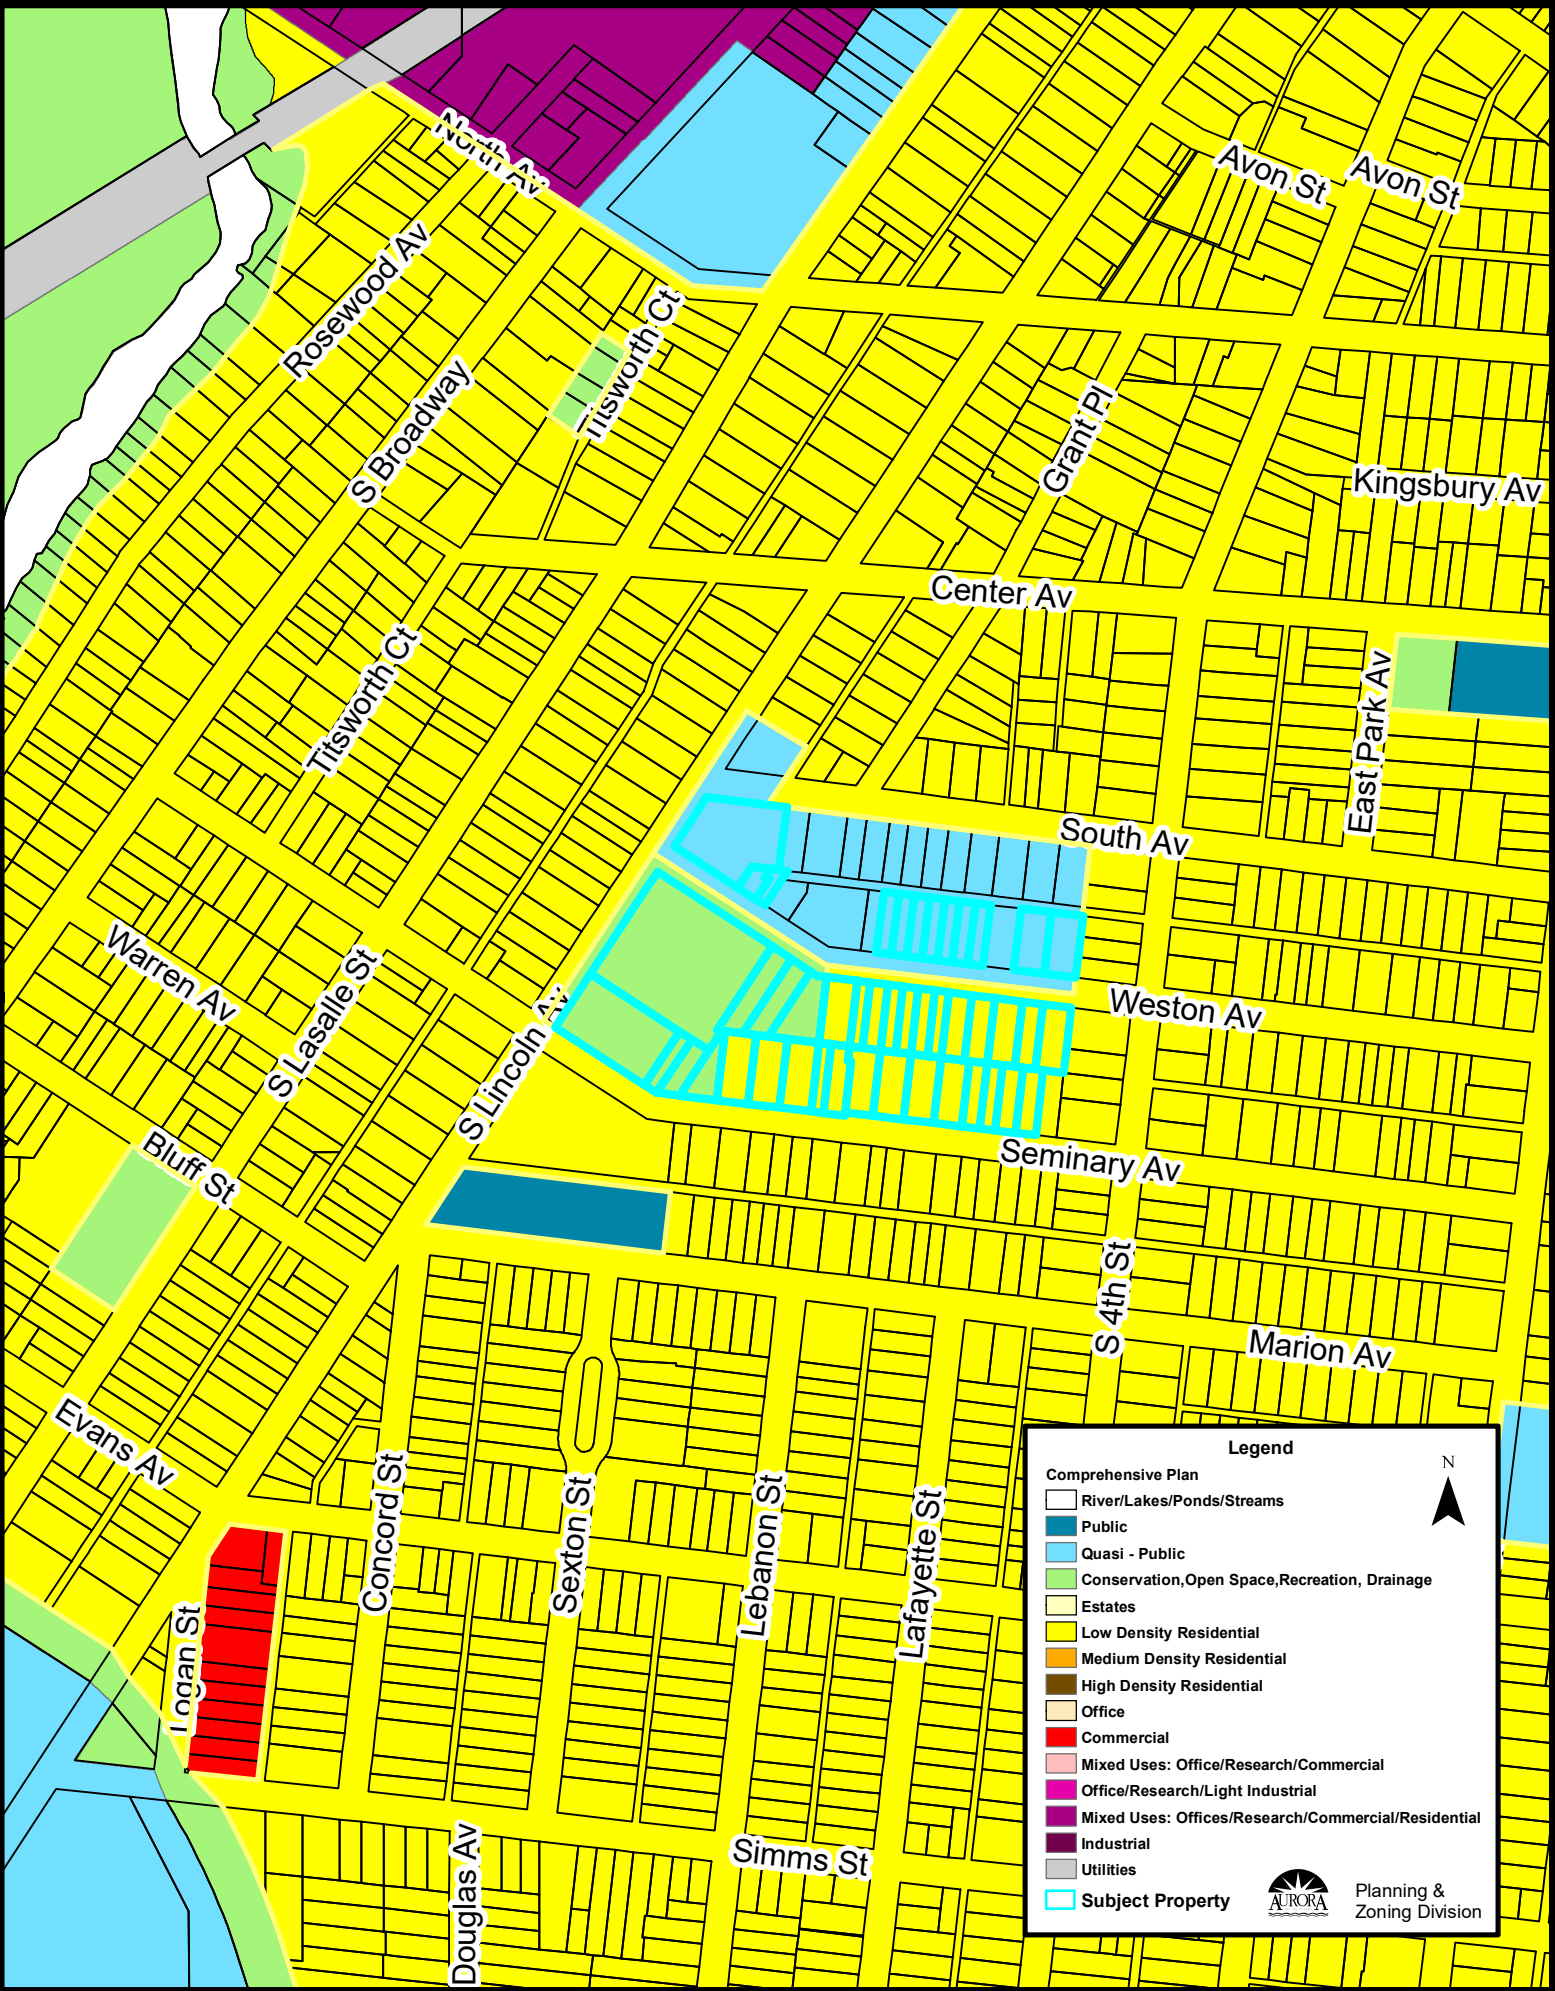 North Av
Avon St
Avon St
Rosewood Av
Titsworth Ct
S Broadway
Grant Pl
Kingsbury Av
Center Av
Titsworth Ct
East Park Av
South Av
Warren Av
S Lasalle St
S Lincoln Av
Weston Av
Bluff St
Seminary Av
S 4th St
Marion Av
Evans Av
Concord St
Sexton St
Lebanon St
Lafayette St
Logan St
Simms St
Douglas Av
Legend
N
Comprehensive Plan
River/Lakes/Ponds/Streams
Public
Quasi - Public
Conservation,Open Space,Recreation, Drainage
Estates
Low Density Residential
Medium Density Residential
High Density Residential
Office
Commercial
Mixed Uses: Office/Research/Commercial
Office/Research/Light Industrial
Mixed Uses: Offices/Research/Commercial/Residential
Industrial
Utilities
Subject Property
AURORA
Planning &
Zoning Division